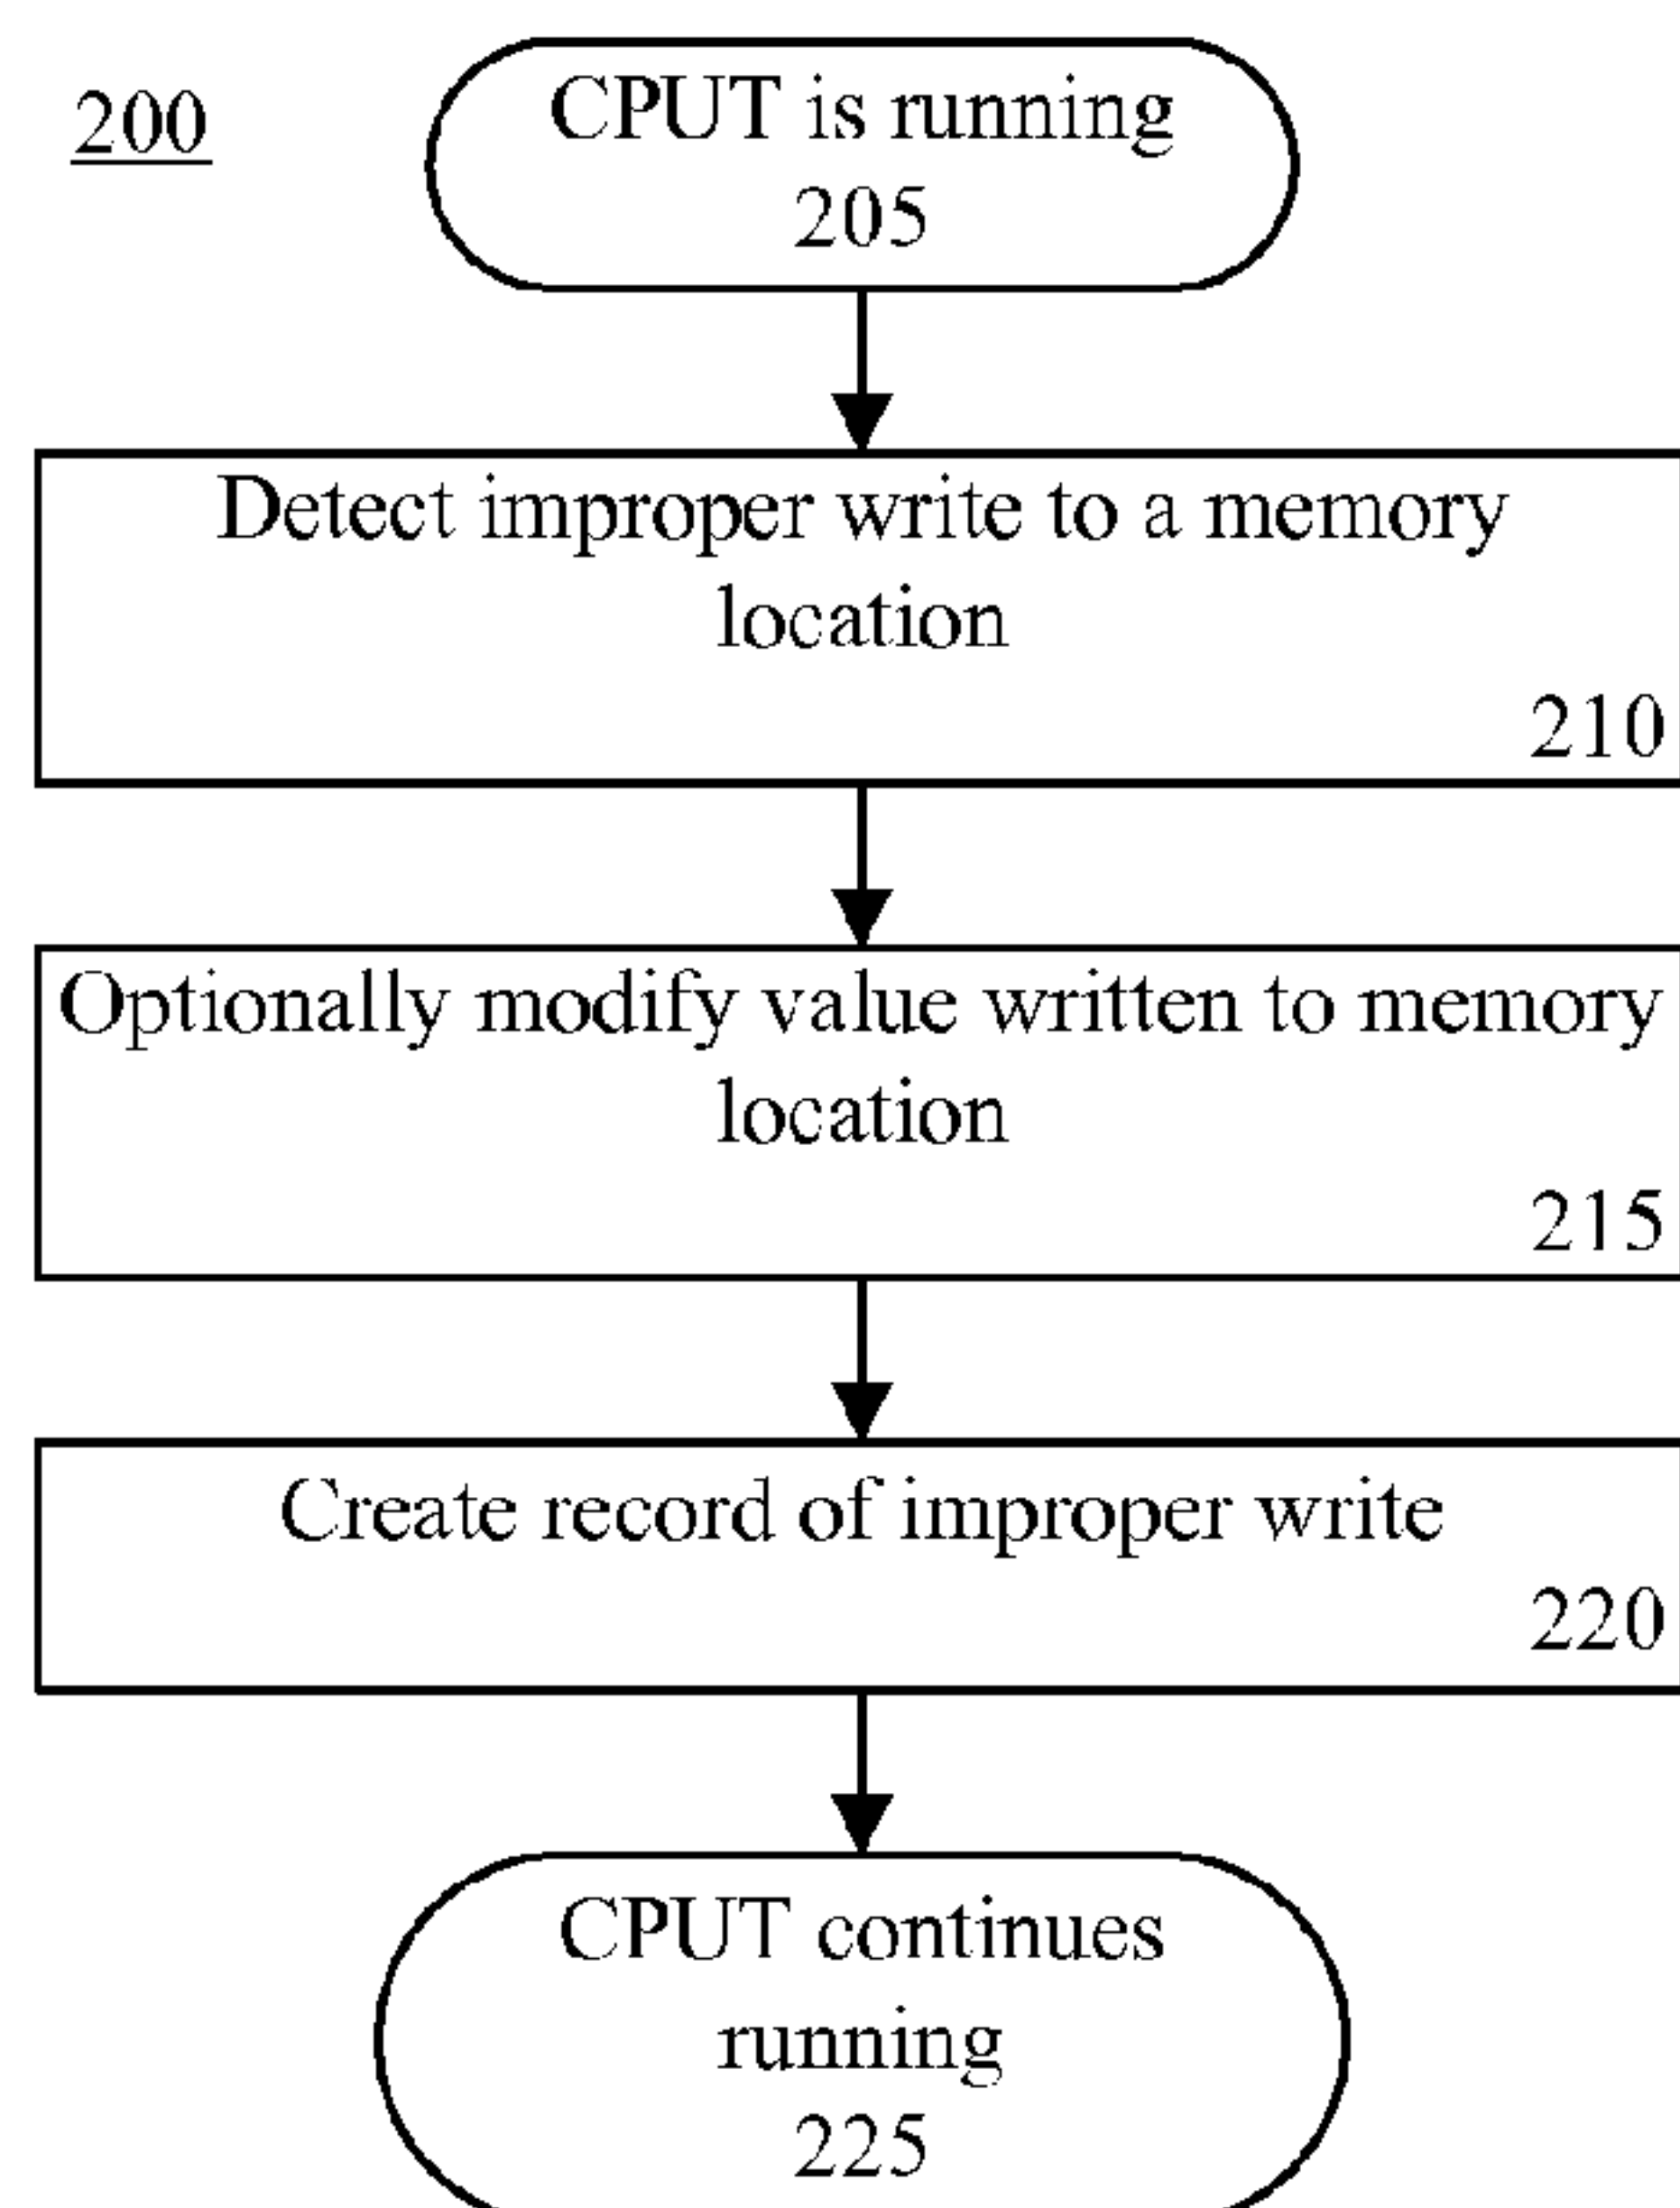 200
CPUT is running
205
Detect improper write to a memory
location
210
Optionally modify value written to memory
location
215
Create record of improper write
220
CPUT continues
running
225